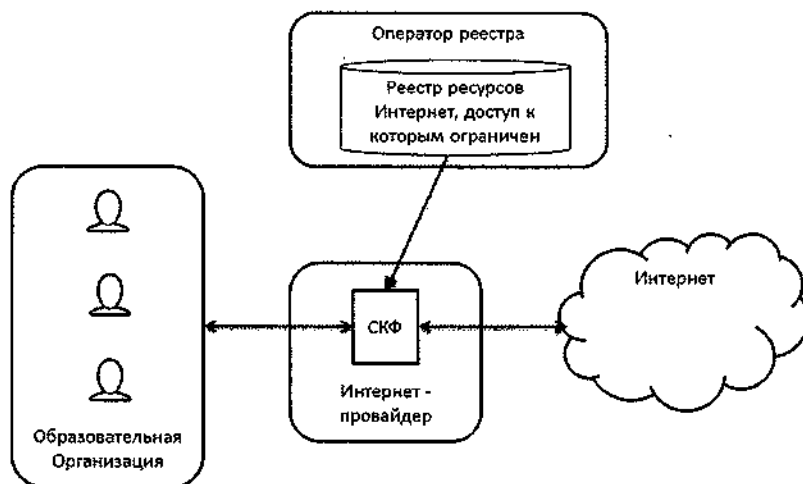 Оператор реестра
Реестр ресурсов
Интернет, доступ к
которым ограничен
Интернет
СКФ
Интернет -
провайдер
Образовательная
Организация